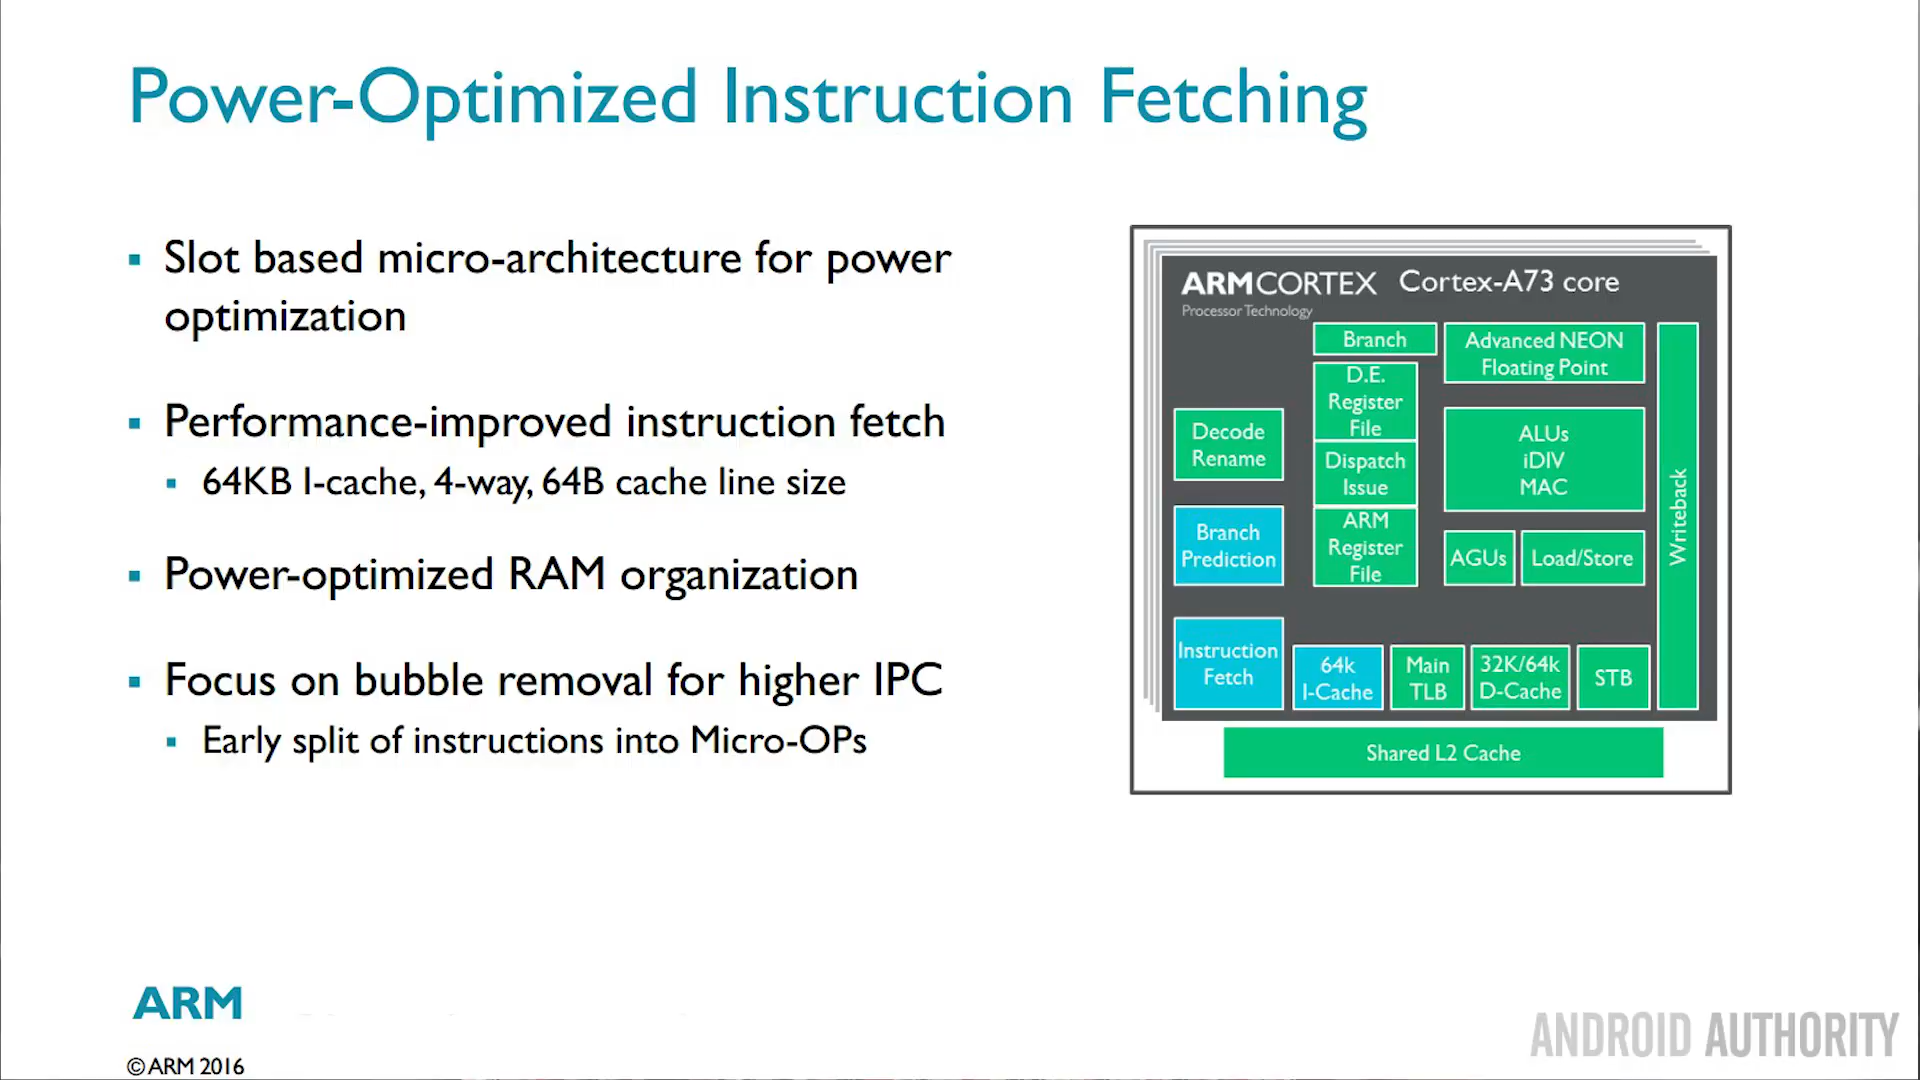 Power-Optimized Instruction Fetching
Slot based micro-architecture for power
optimization
Performance-improved instruction fetch
64KB I-cache, 4-way, 64B cache line size
Power-optimized RAM organization
Focus on bubble removal for higher IPC
Early split of instructions into Micro-OPs
ARMCORTEX Cortex-A73 core
Processor Technology
Branch
Advanced NEON
Floating Point
D.E.
Register
File
Decode
Rename
Dispatch
Issue
ALUs
iDIV
MAC
Writeback
Branch
Prediction
ARM
Register
File
AGUs
Load/Store
Instruction
Fetch
64k
I-Cache
Main
TLB
32K/64k
D-Cache
STB
Shared L2 Cache
ARM
© ARM 2016
ANDROID AUTHORITY